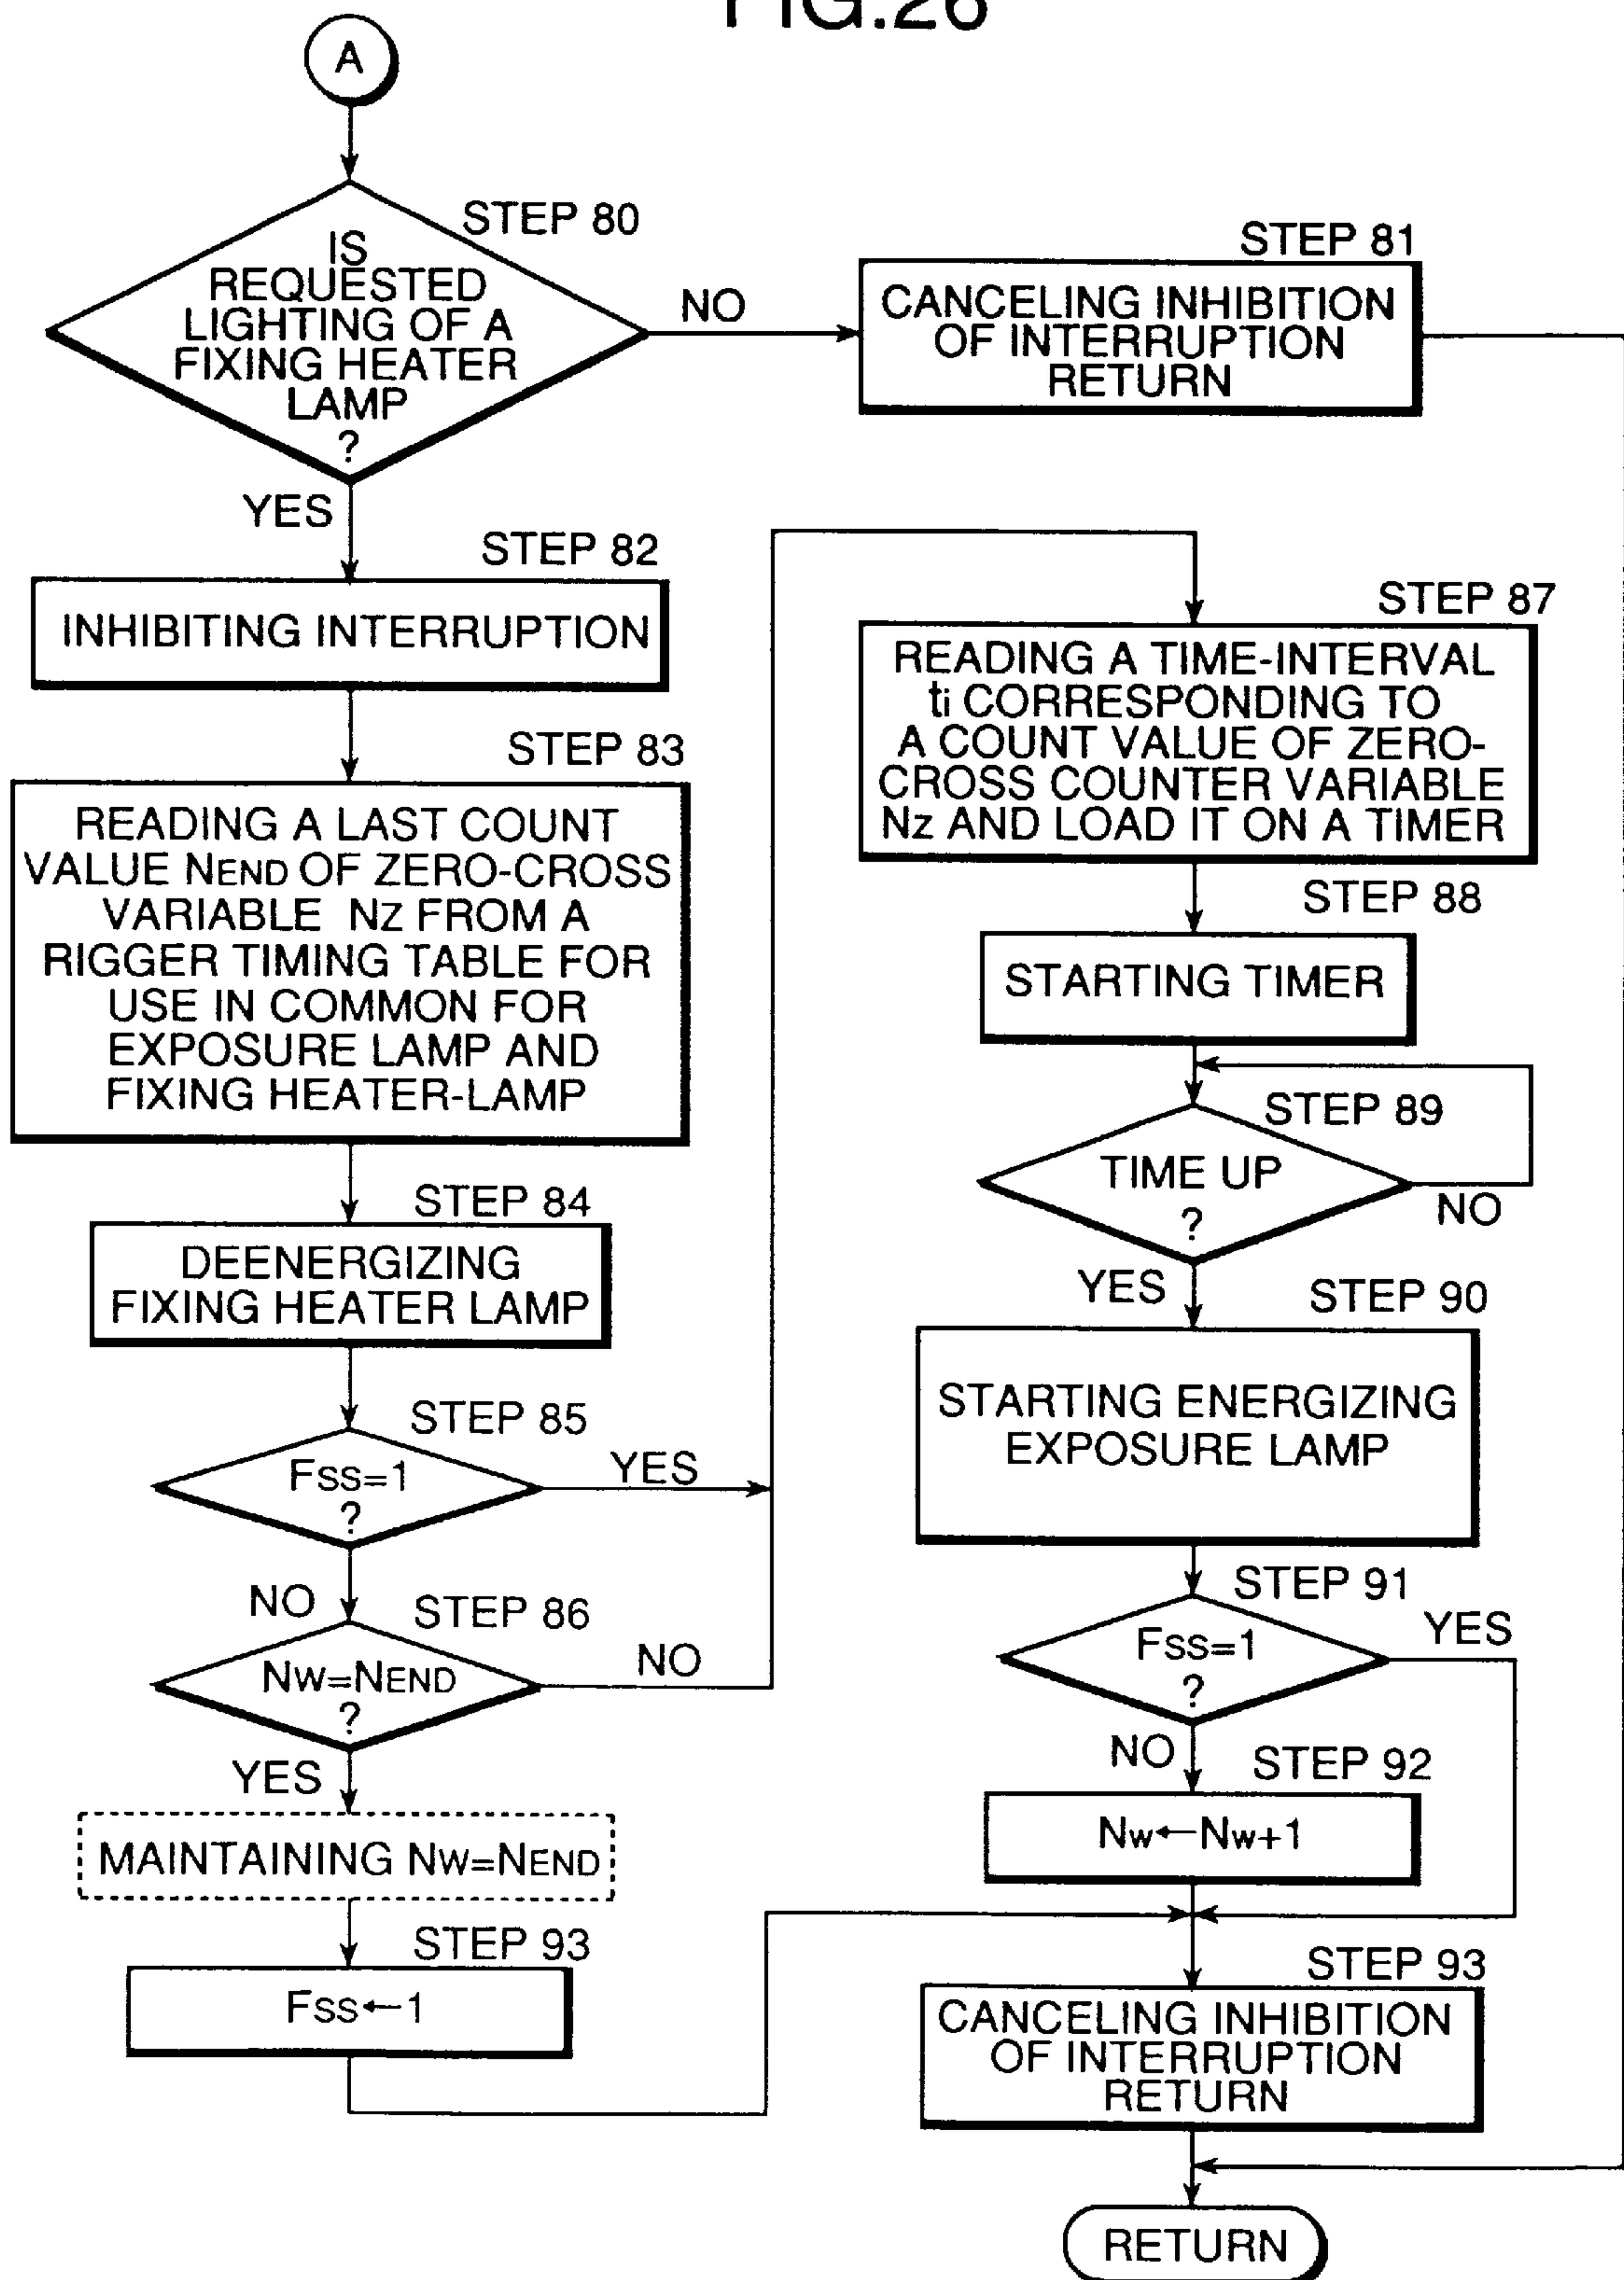 FIG.26
A
STEP 80
IS
REQUESTED
LIGHTING OF A
FIXING HEATER
LAMP
?
NO
YES
STEP 81
CANCELING INHIBITION
OF INTERRUPTION
RETURN
STEP 82
INHIBITING INTERRUPTION
STEP 83
READING A LAST COUNT
VALUE NEND OF ZERO-CROSS
VARIABLE NZ FROM A
RIGGER TIMING TABLE FOR
USE IN COMMON FOR
EXPOSURE LAMP AND
FIXING HEATER-LAMP
STEP 84
DEENERGIZING
FIXING HEATER LAMP
STEP 85
FSS=1
?
YES
NO
STEP 86
NW=NEND
?
NO
YES
MAINTAINING NW=NEND
STEP 93
FSS←1
STEP 87
READING A TIME-INTERVAL
ti CORRESPONDING TO
A COUNT VALUE OF ZERO-
CROSS COUNTER VARIABLE
NZ AND LOAD IT ON A TIMER
STEP 88
STARTING TIMER
STEP 89
TIME UP
?
NO
YES
STEP 90
STARTING ENERGIZING
EXPOSURE LAMP
STEP 91
FSS=1
?
YES
NO
STEP 92
NW←NW+1
STEP 93
CANCELING INHIBITION
OF INTERRUPTION
RETURN
RETURN